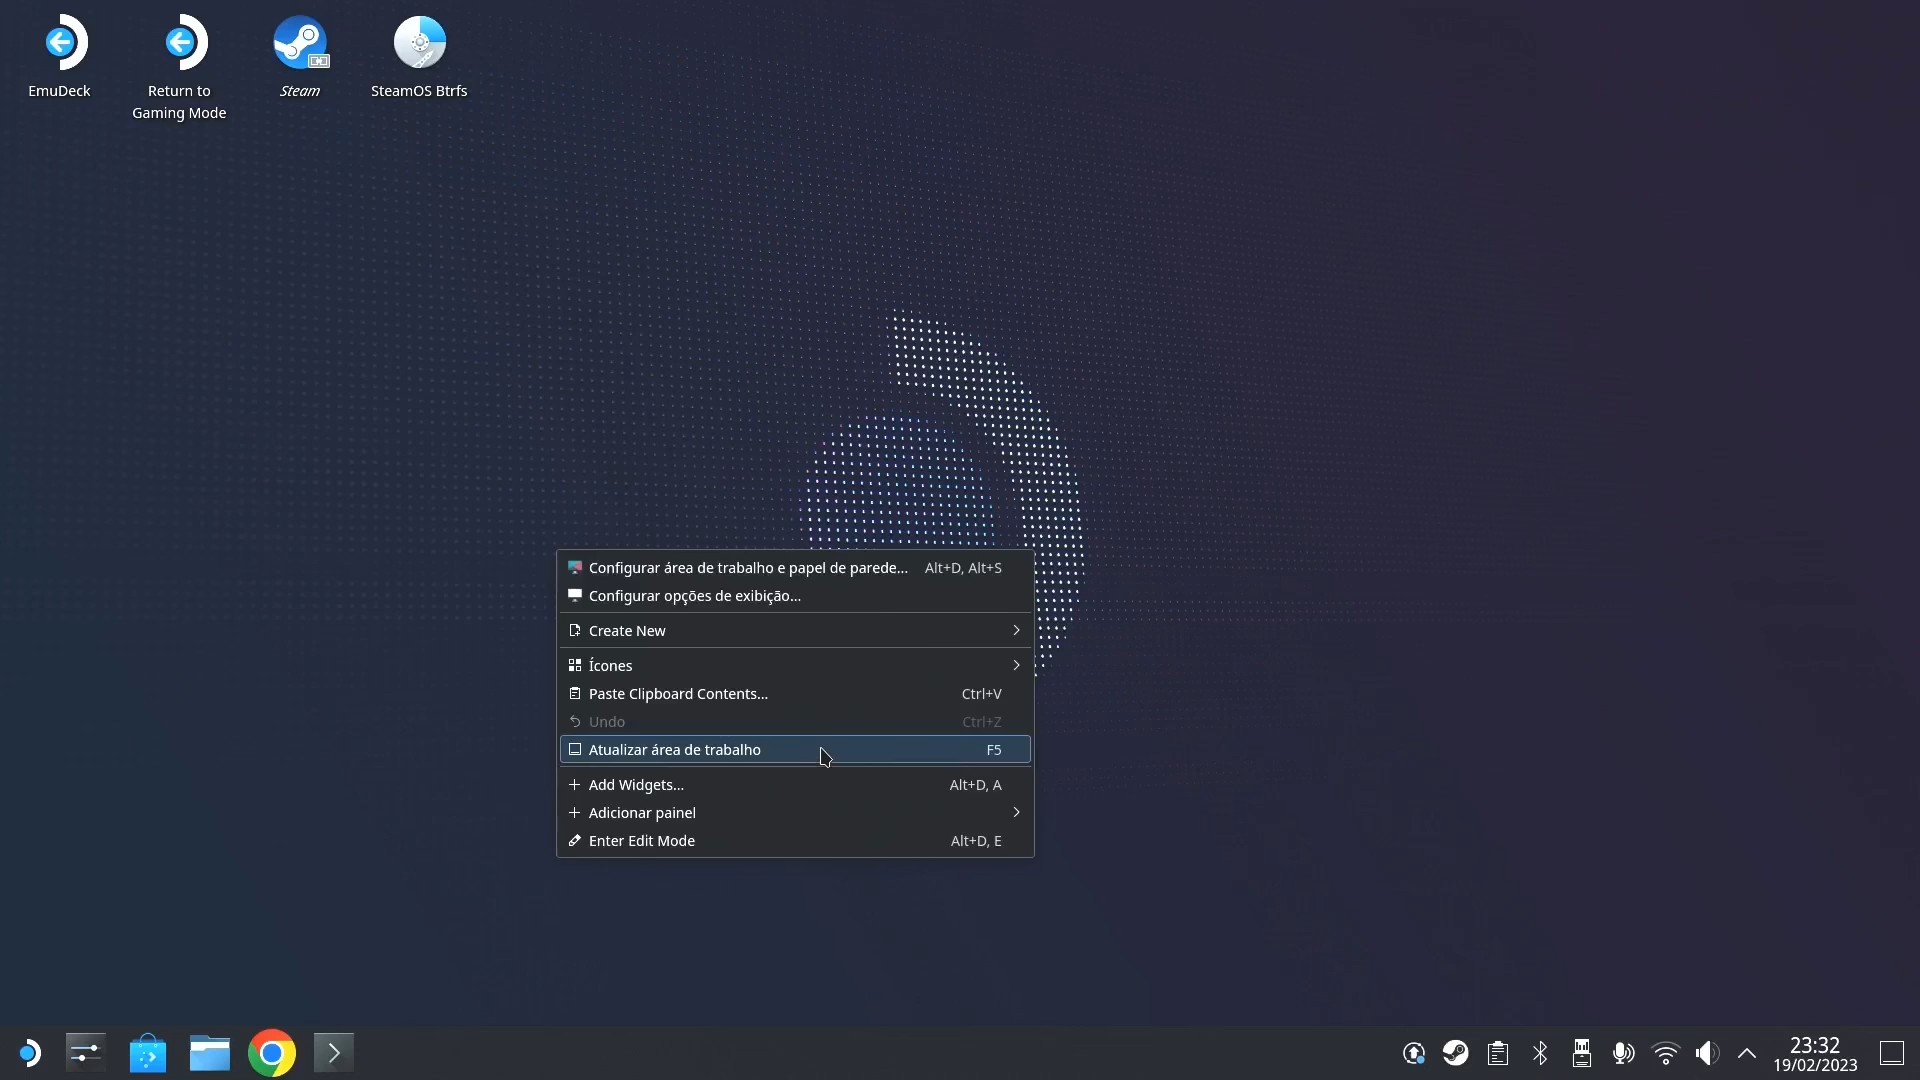 EmuDeck
Return to
Gaming Mode
Steam
SteamOS Btrfs
Configurar área de trabalho e papel de parede... Alt+D, Alt+S
Configurar opções de exibição...
Create New
Ícones
Paste Clipboard Contents... Ctrl+V
Undo Ctrl+Z
Atualizar área de trabalho F5
Add Widgets... Alt+D, A
Adicionar painel
Enter Edit Mode Alt+D, E
23:32
19/02/2023